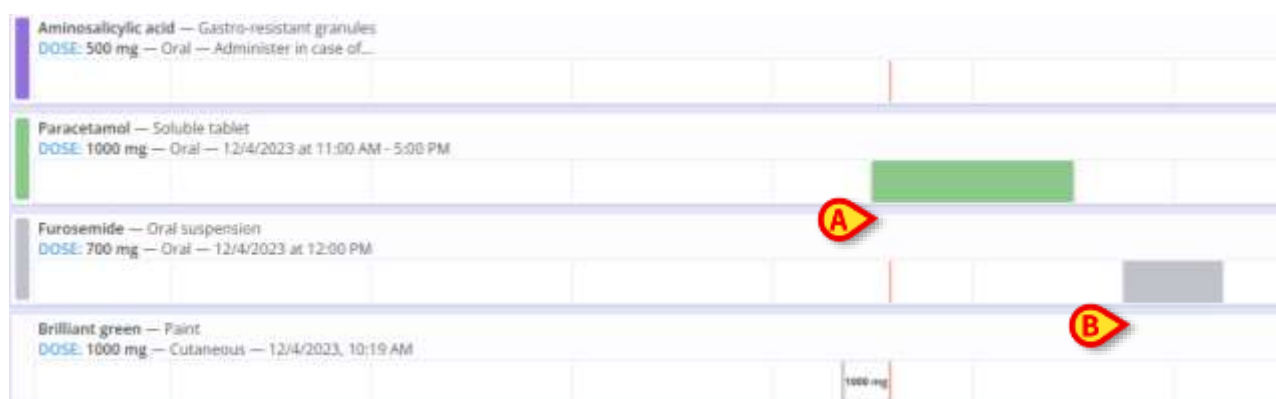 Aminosalicylic acid — Gastro-resistant granules
DOSE: 500 mg — Oral — Administer in case of...
Paracetamol — Soluble tablet
DOSE: 1000 mg — Oral — 12/4/2023 at 11:00 AM - 5:00 PM
A
Furosemide — Oral suspension
DOSE: 700 mg — Oral — 12/4/2023 at 12:00 PM
B
Brilliant green — Paint
DOSE: 1000 mg — Cutaneous — 12/4/2023, 10:19 AM
1000 mg